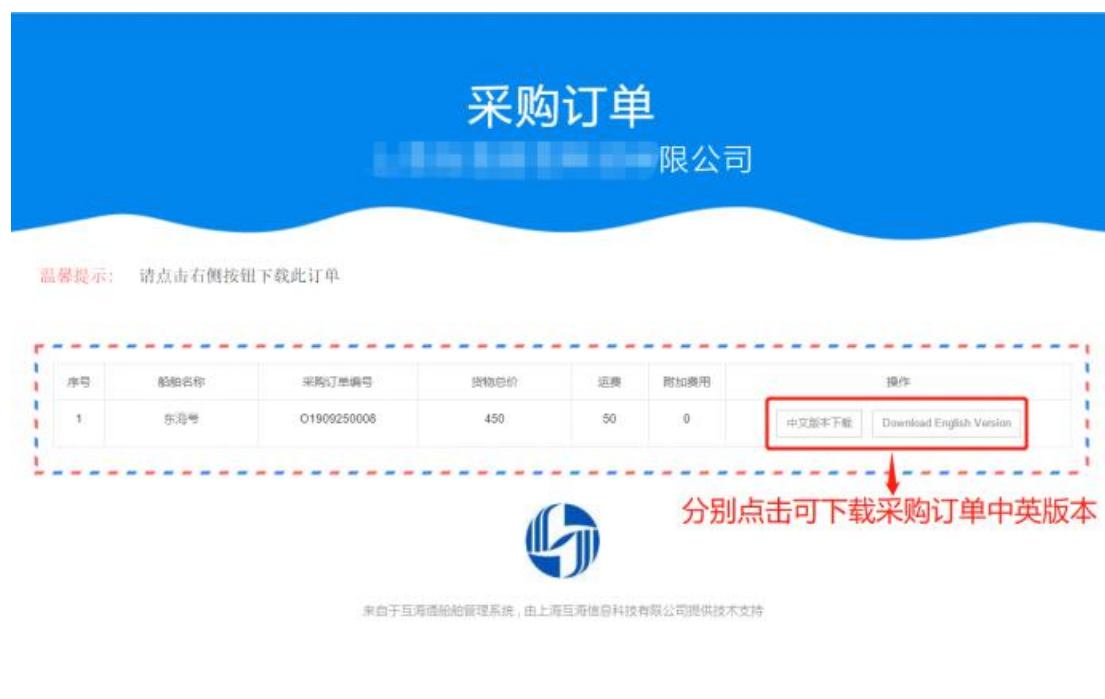 采购订单
限公司
温馨提示： 请点击右侧按钮下载此订单
序号 船舶名称 采购订单编号 货物总价 运费 附加费用 操作
1 东海号 O1909250006 450 50 0 中文版本下载 Download English Version
分别点击可下载采购订单中英版本
来自于互海通船舶管理系统，由上海互海信息科技有限公司提供技术支持